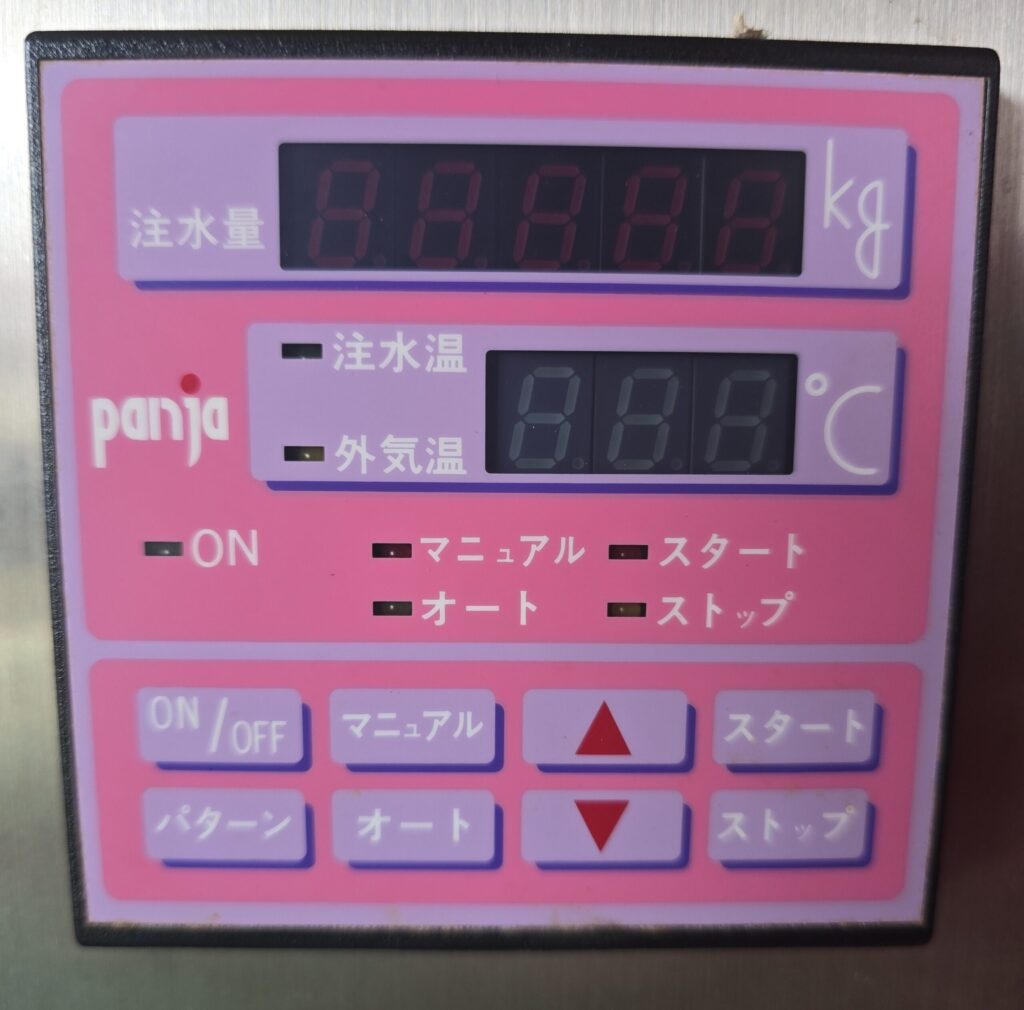 注水量 kg
注水温
外気温 °C
panja
ON マニュアル スタート
オート ストップ
ON/OFF マニュアル ▲ スタート
パターン オート ▼ ストップ